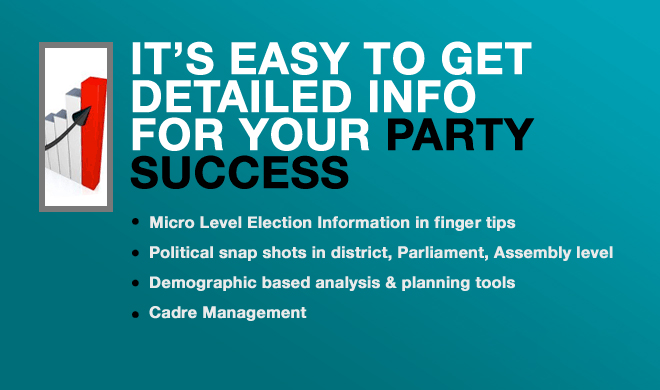 IT’S EASY TO GET
DETAILED INFO
FOR YOUR PARTY
SUCCESS
• Micro Level Election Information in finger tips
• Political snap shots in district, Parliament, Assembly level
• Demographic based analysis & planning tools
• Cadre Management